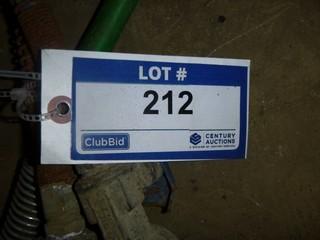 LOT #
212
ClubBid
CENTURY
AUCTIONS